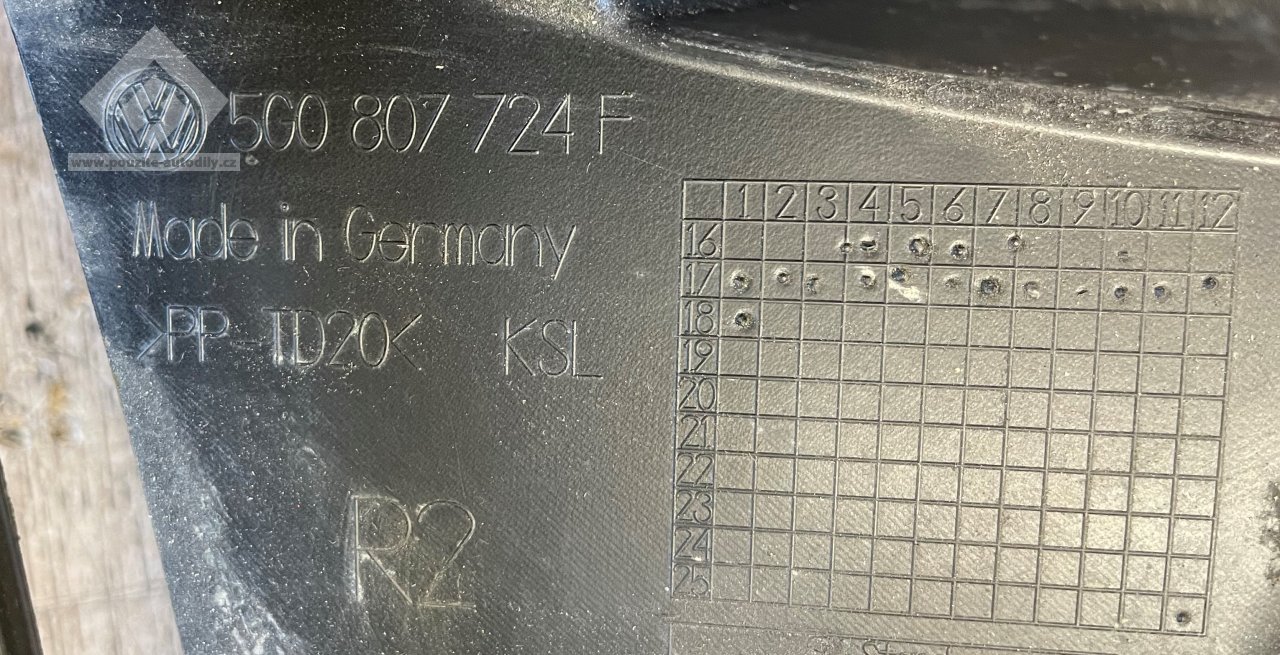 5G0 807 724 F
www.pouzite-autodily.cz
Made in Germany
>PP-TD20< KSL
R2
1 2 3 4 5 6 7 8 9 10 11 12
16
17
18
19
20
21
22
23
24
25